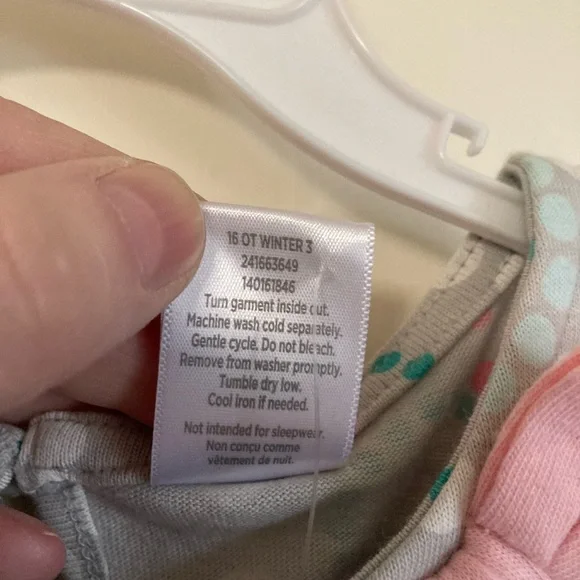 16 OT WINTER 3
241663649
140161846
Turn garment inside out.
Machine wash cold separately.
Gentle cycle. Do not bleach.
Remove from washer promptly.
Tumble dry low.
Cool iron if needed.
Not intended for sleepwear.
Non conçu comme
vêtement de nuit.